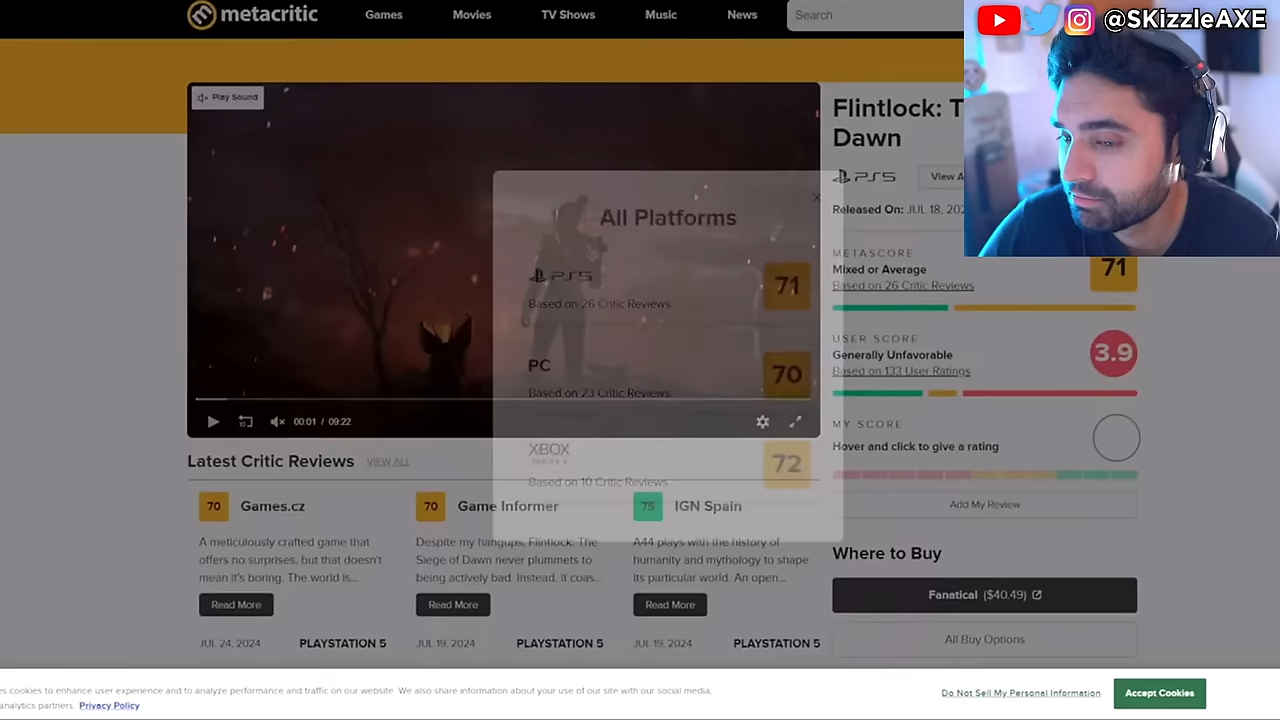 metacritic
Games
Movies
TV Shows
Music
News
Search
@SKizzleAXE
Play Sound
Flintlock: T
Dawn
PS5
View A
Released On: JUL 18, 202
All Platforms
PS5
71
Based on 26 Critic Reviews
PC
70
Based on 23 Critic Reviews
XBOX
72
Based on 10 Critic Reviews
METASCORE
Mixed or Average
Based on 26 Critic Reviews
71
USER SCORE
Generally Unfavorable
Based on 133 User Ratings
3.9
MY SCORE
Hover and click to give a rating
Add My Review
00:01 / 09:22
Latest Critic Reviews
VIEW ALL
70 Games.cz
A meticulously crafted game that
offers no surprises, but that doesn't
mean it's boring. The world is...
Read More
JUL 24, 2024
PLAYSTATION 5
70 Game Informer
Despite my hangups, Flintlock: The
Siege of Dawn never plummets to
being actively bad. Instead, it coas...
Read More
JUL 19, 2024
PLAYSTATION 5
75 IGN Spain
A44 plays with the history of
humanity and mythology to shape
its particular world. An open...
Read More
JUL 19, 2024
PLAYSTATION 5
Where to Buy
Fanatical ($40.49)
All Buy Options
es cookies to enhance user experience and to analyze performance and traffic on our website. We also share information about your use of our site with our social media,
analytics partners. Privacy Policy
Do Not Sell My Personal Information
Accept Cookies